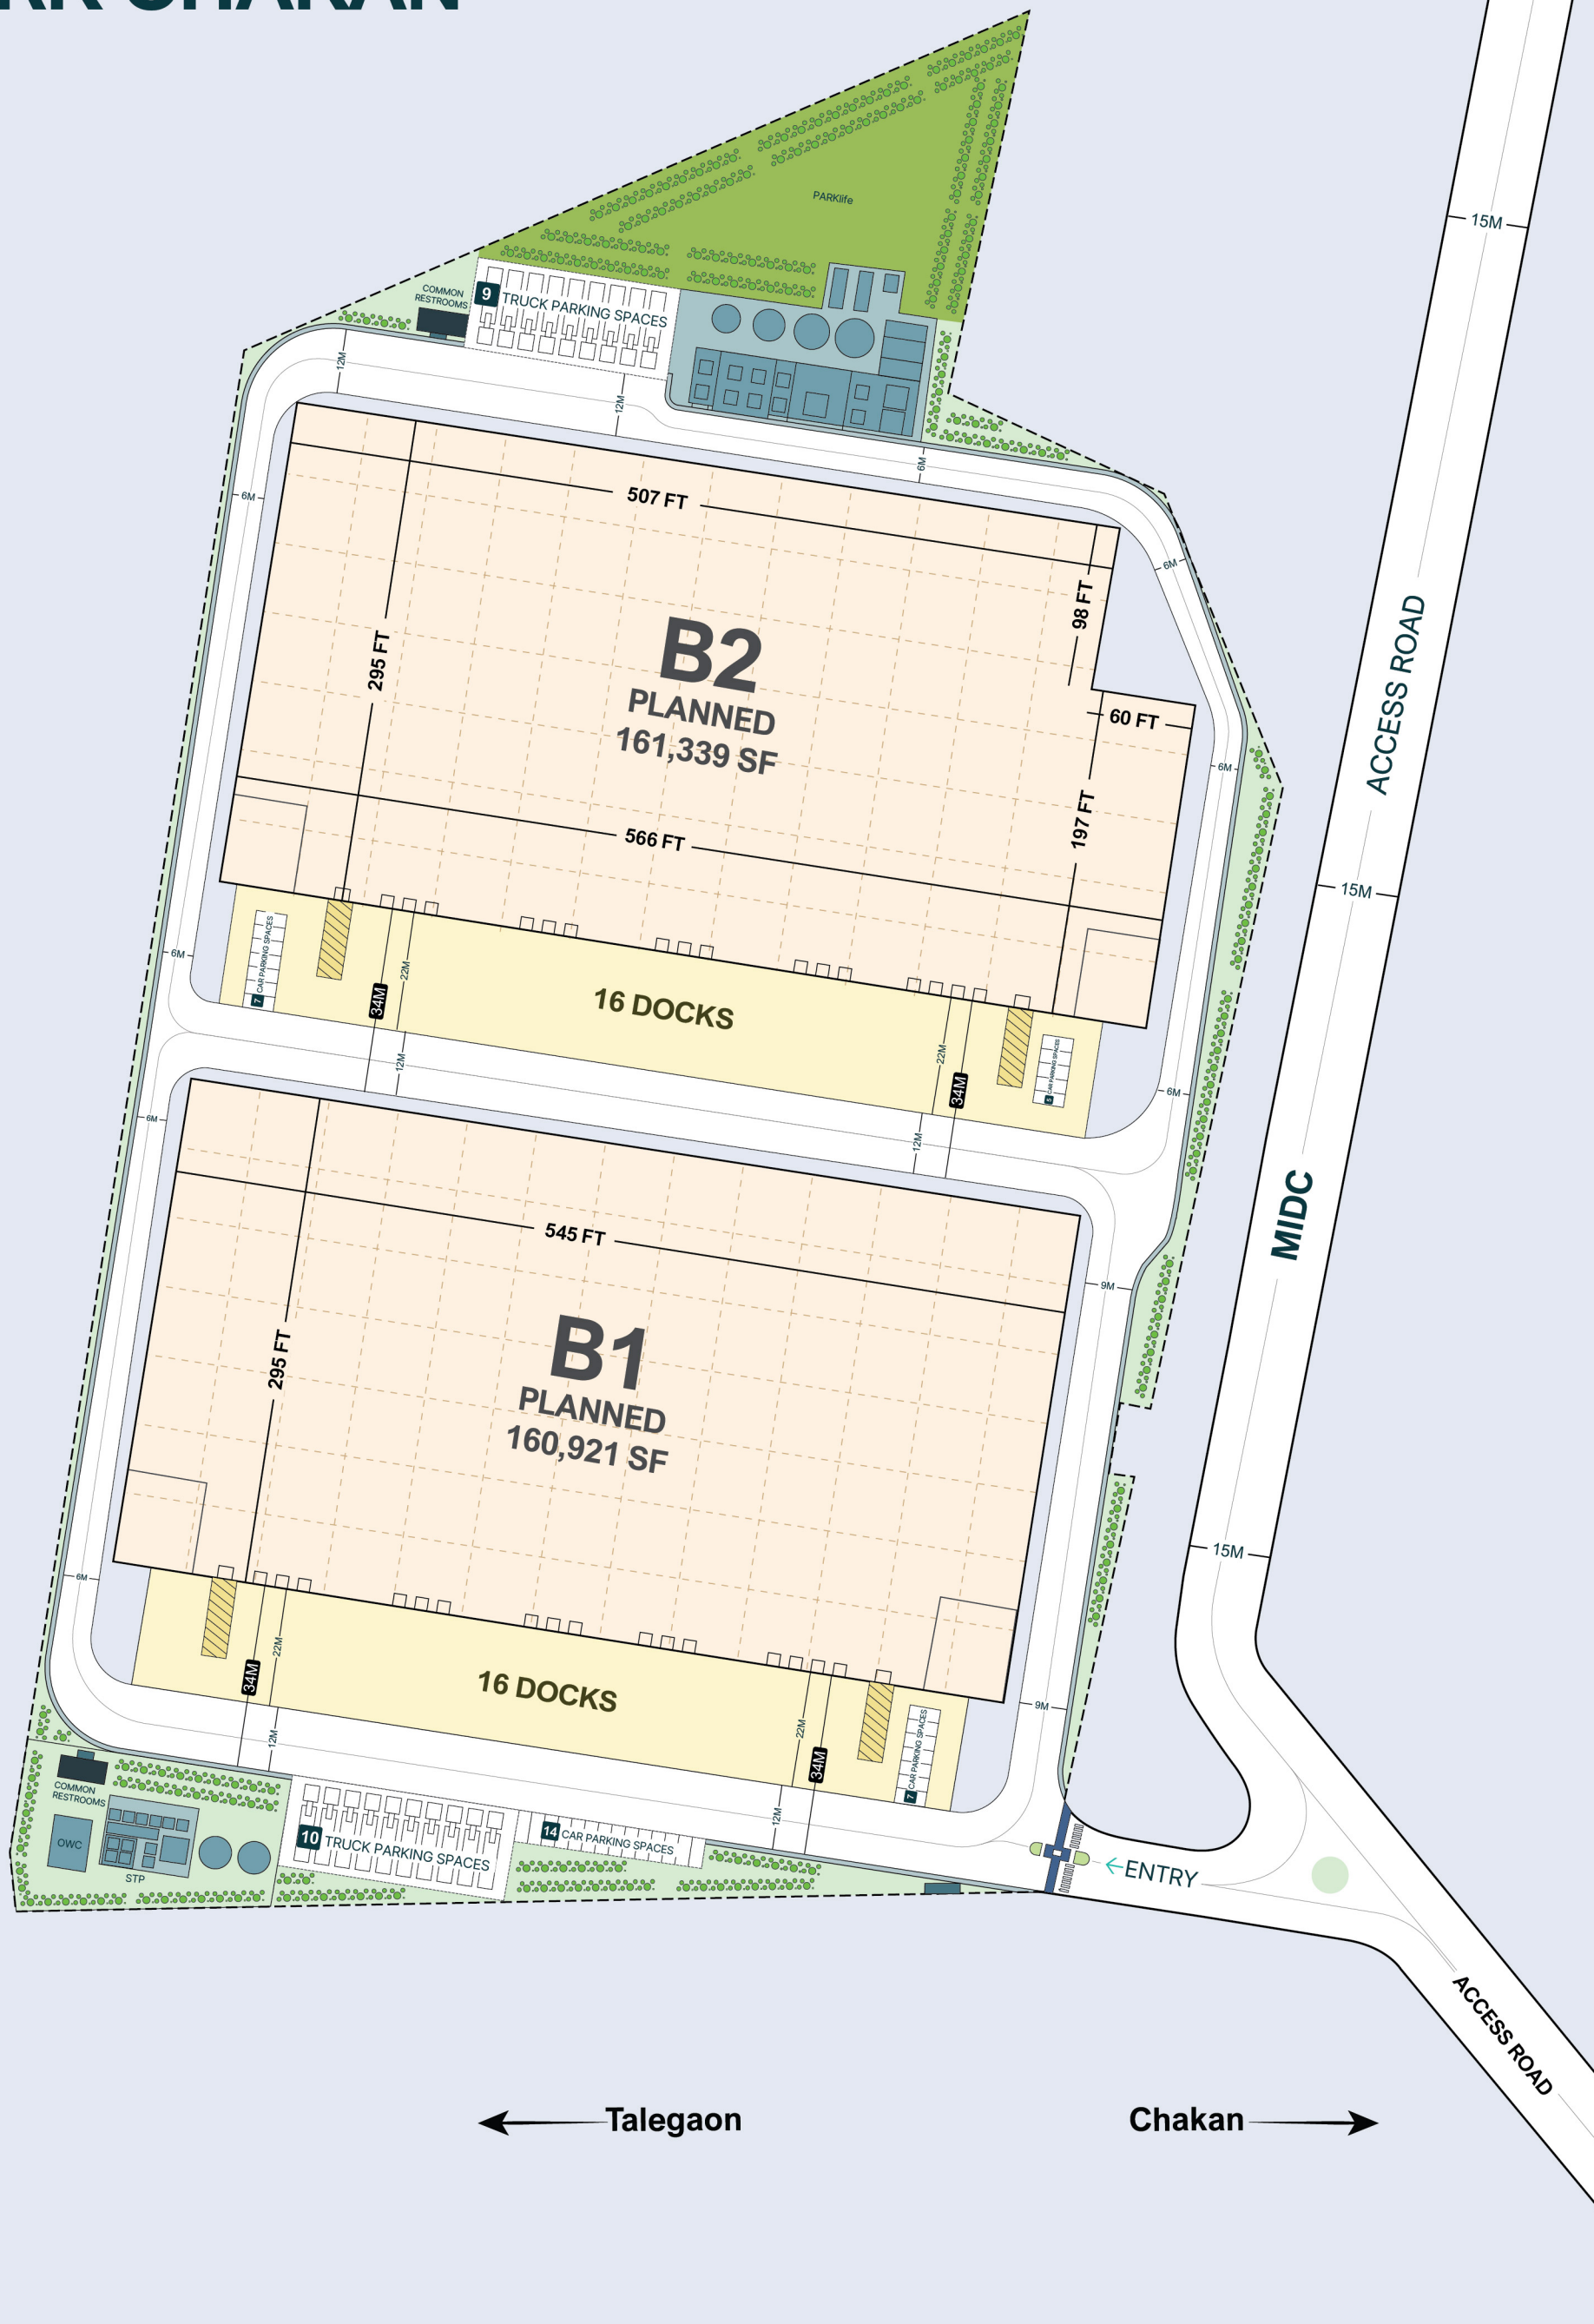 CHAKAN
PARKlife
15M
COMMON
RESTROOMS
9 TRUCK PARKING SPACES
12M
12M
6M
6M
507 FT
6M
98 FT
295 FT
B2
PLANNED
161,339 SF
60 FT
6M
ACCESS ROAD
197 FT
566 FT
15M
7 CAR PARKING SPACES
6M
22M
34M
16 DOCKS
22M
34M
5 CAR PARKING SPACES
12M
6M
12M
6M
MIDC
545 FT
9M
295 FT
B1
PLANNED
160,921 SF
15M
6M
22M
34M
16 DOCKS
9M
22M
34M
7 CAR PARKING SPACES
12M
12M
COMMON
RESTROOMS
OWC
STP
10 TRUCK PARKING SPACES
14 CAR PARKING SPACES
←ENTRY
ACCESS ROAD
Talegaon
Chakan